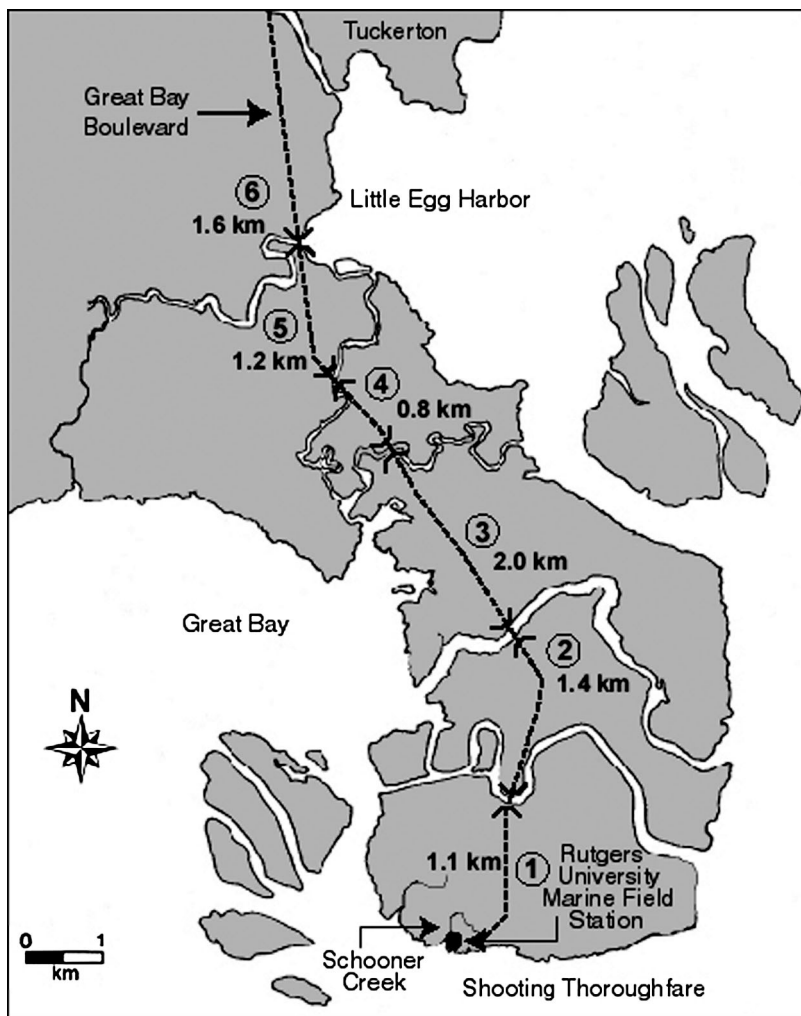 Tuckerton
Great Bay
Boulevard
6
1.6 km
Little Egg Harbor
5
1.2 km
4
0.8 km
3
2.0 km
Great Bay
2
1.4 km
N
1.1 km
1
Rutgers
University
Marine Field
Station
0 1
km
Schooner
Creek
Shooting Thoroughfare